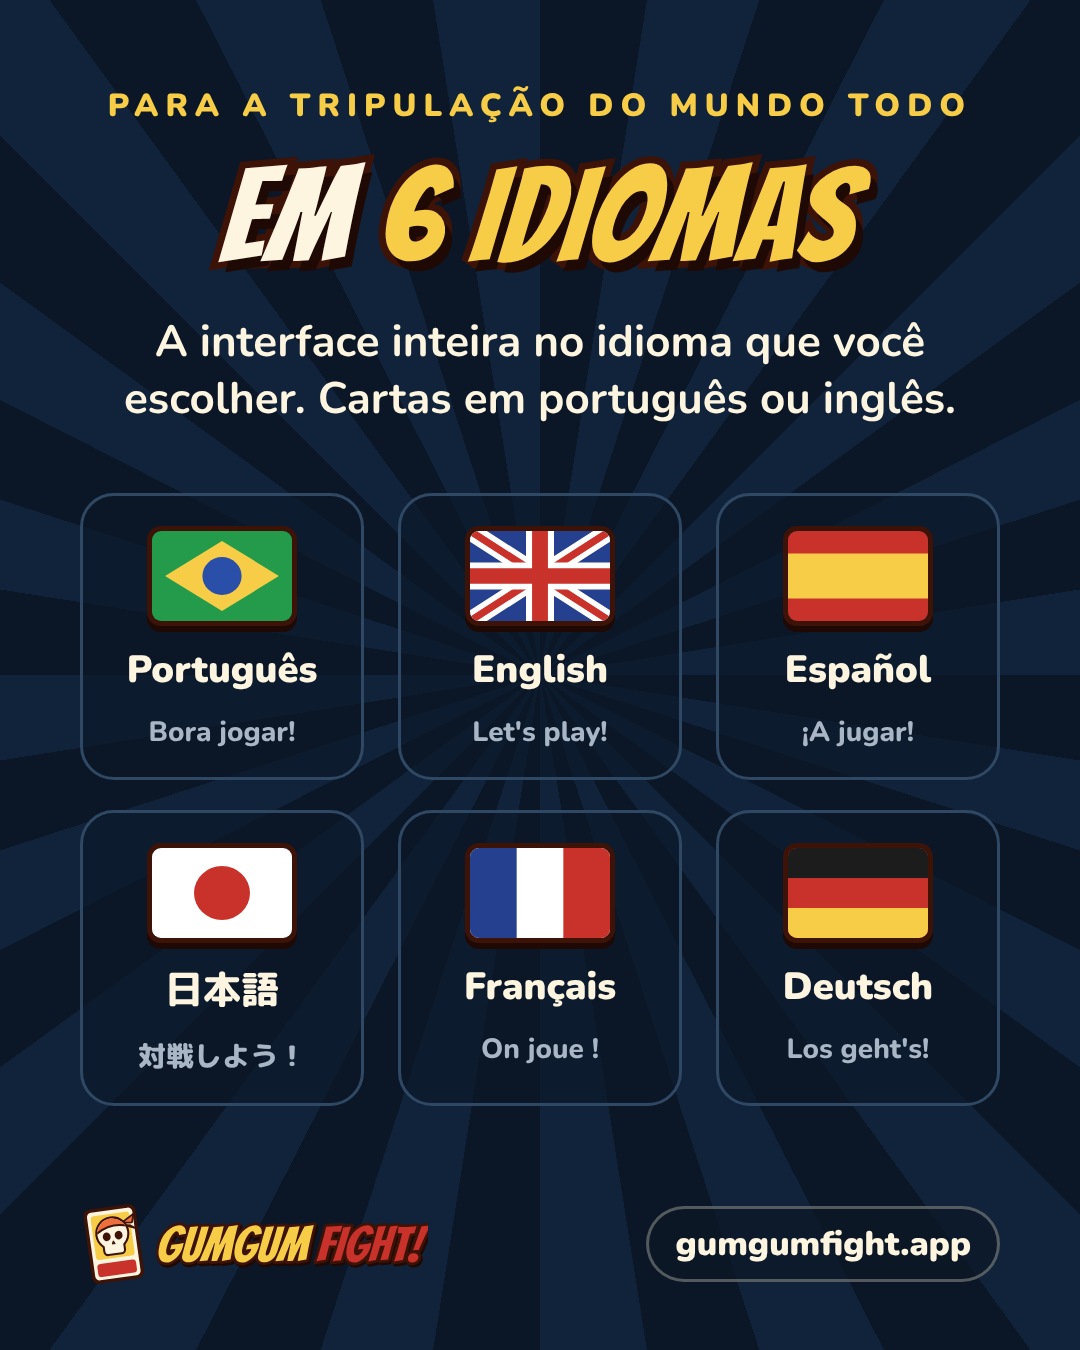 PARA A TRIPULAÇÃO DO MUNDO TODO
EM 6 IDIOMAS
A interface inteira no idioma que você
escolher. Cartas em português ou inglês.
Português
Bora jogar!
English
Let's play!
Español
¡A jugar!
日本語
対戦しよう！
Français
On joue !
Deutsch
Los geht's!
GUMGUM FIGHT!
gumgumfight.app